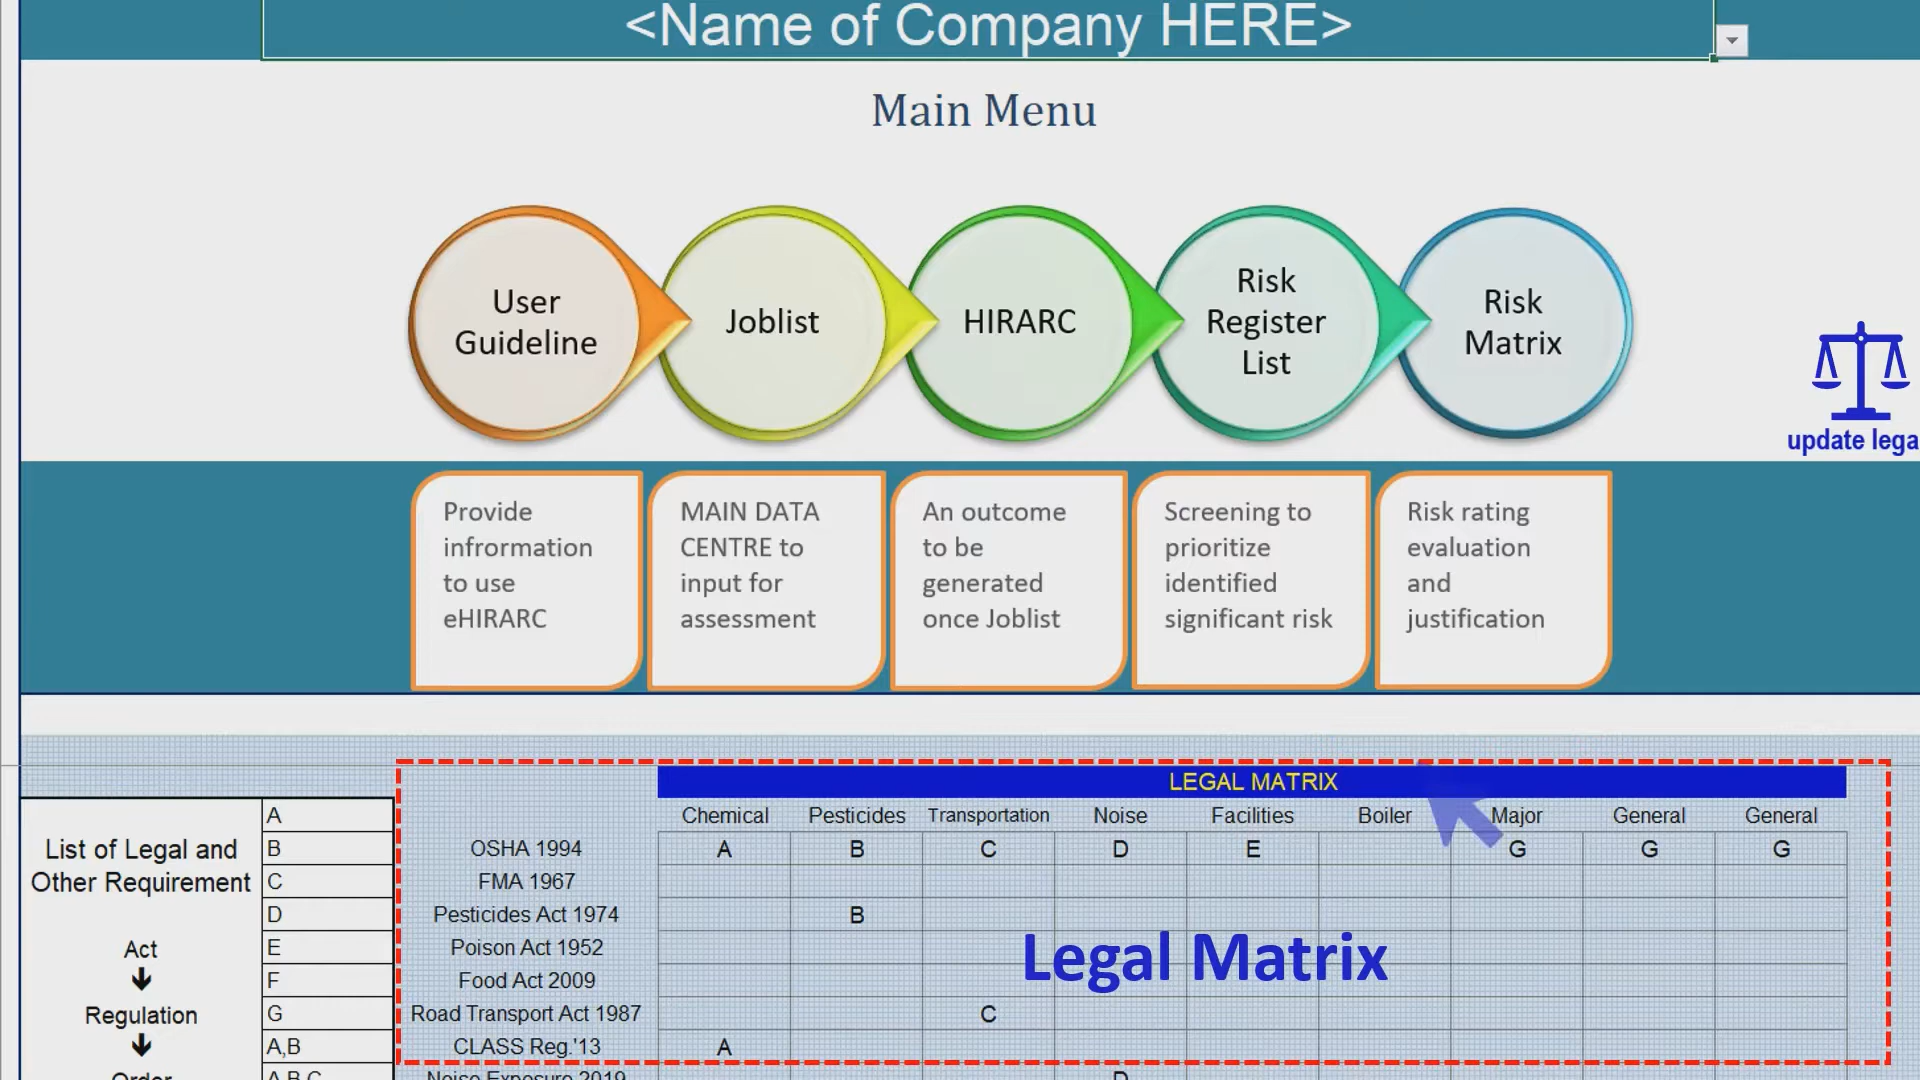 <Name of Company HERE>
Main Menu
User
Guideline
Joblist
HIRARC
Risk
Register
List
Risk
Matrix
update lega
Provide
infrormation
to use
eHIRARC
MAIN DATA
CENTRE to
input for
assessment
An outcome
to be
generated
once Joblist
Screening to
prioritize
identified
significant risk
Risk rating
evaluation
and
justification
LEGAL MATRIX
Chemical Pesticides Transportation Noise Facilities Boiler Major General General
List of Legal and
Other Requirement
Act
Regulation
Order
A
B
C
D
E
F
G
A,B
A,B,C
OSHA 1994 A B C D E G G G
FMA 1967
Pesticides Act 1974 B
Poison Act 1952
Food Act 2009
Road Transport Act 1987 C
CLASS Reg.'13 A
Noise Exposure 2019 D
Legal Matrix